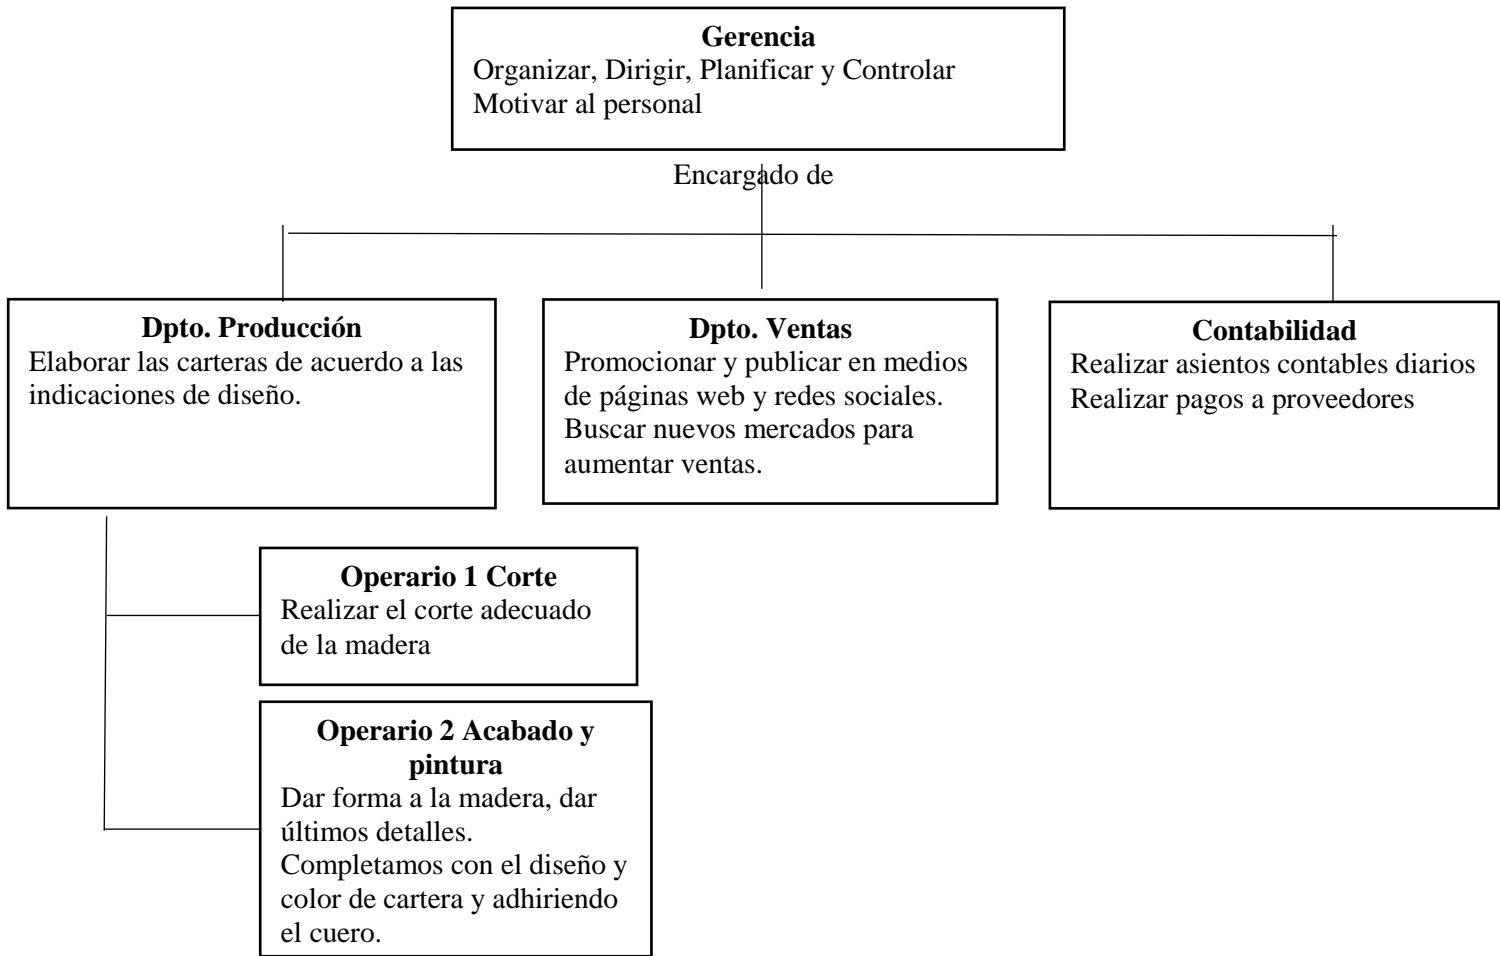 Gerencia
Organizar, Dirigir, Planificar y Controlar
Motivar al personal
Encargado de
Dpto. Producción
Elaborar las carteras de acuerdo a las
indicaciones de diseño.
Dpto. Ventas
Promocionar y publicar en medios
de páginas web y redes sociales.
Buscar nuevos mercados para
aumentar ventas.
Contabilidad
Realizar asientos contables diarios
Realizar pagos a proveedores
Operario 1 Corte
Realizar el corte adecuado
de la madera
Operario 2 Acabado y
pintura
Dar forma a la madera, dar
últimos detalles.
Completamos con el diseño y
color de cartera y adhiriendo
el cuero.